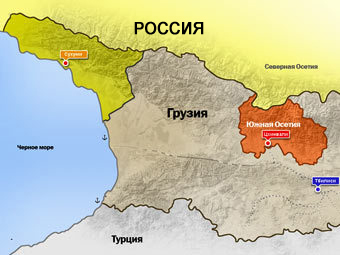 РОССИЯ
Сухуми
Северная Осетия
Грузия
Южная Осетия
Цхинвали
Черное море
Тбилиси
Турция